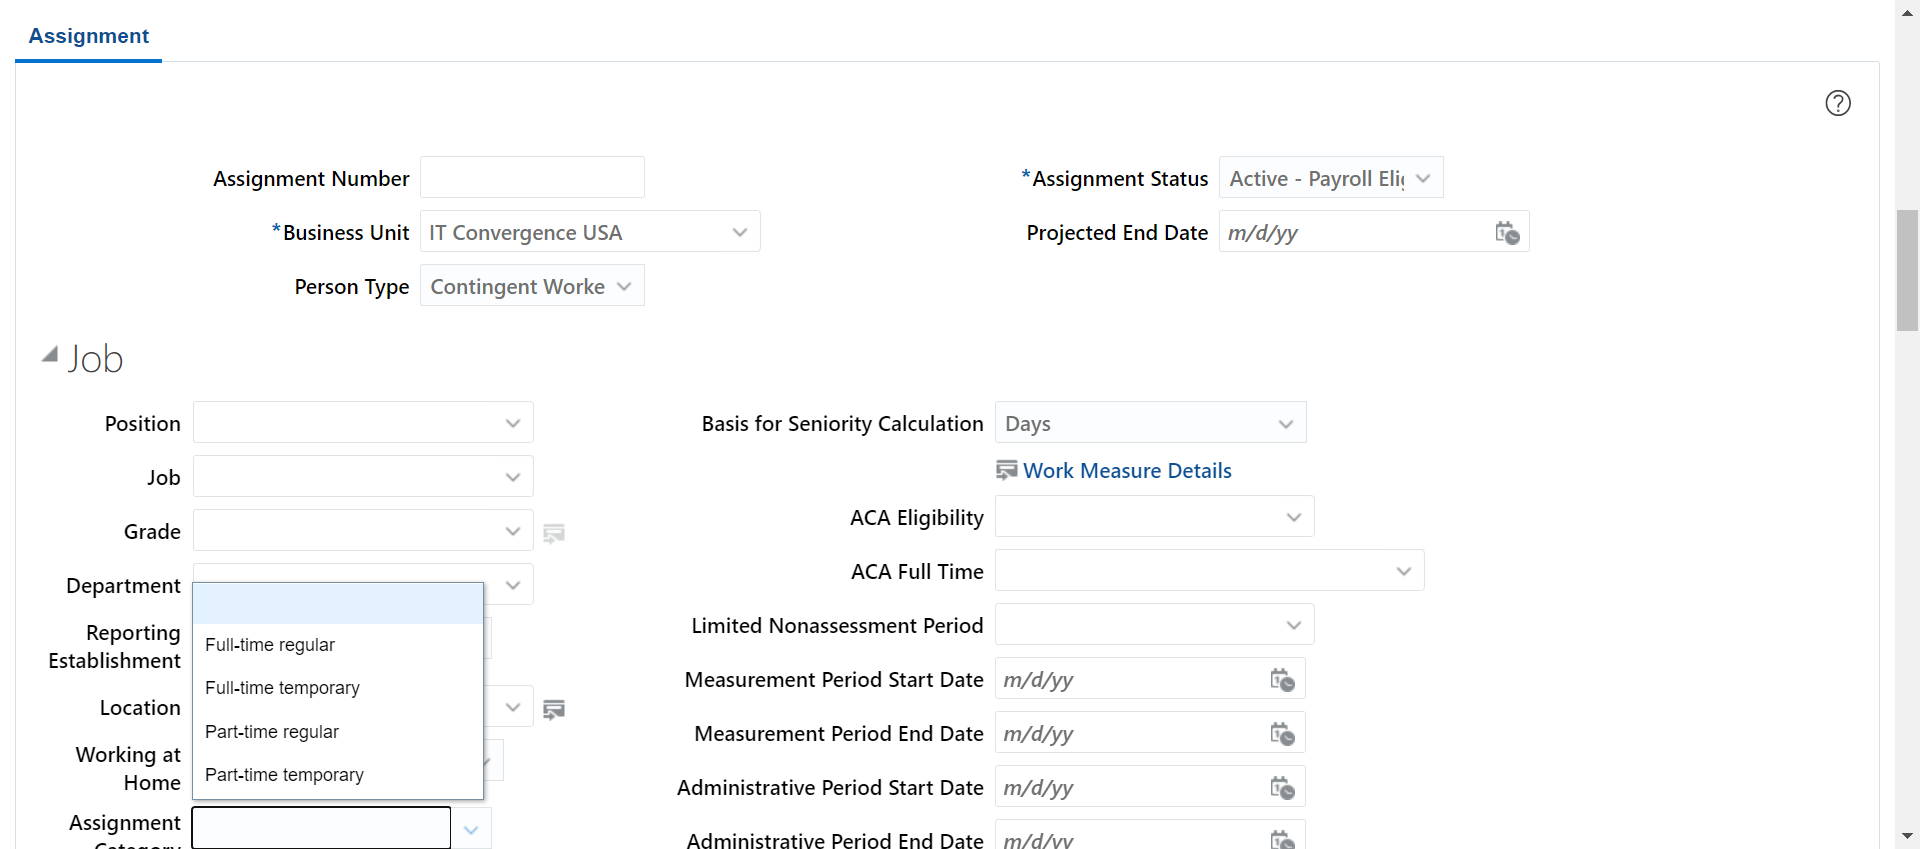 Assignment
Assignment Number
*Assignment Status Active - Payroll Eli
*Business Unit IT Convergence USA
Projected End Date m/d/yy
Person Type Contingent Worke
Job
Position
Basis for Seniority Calculation Days
Job
Work Measure Details
Grade
ACA Eligibility
Department
ACA Full Time
Reporting
Establishment
Full-time regular
Limited Nonassessment Period
Full-time temporary
Measurement Period Start Date m/d/yy
Location
Part-time regular
Measurement Period End Date m/d/yy
Working at
Home
Part-time temporary
Administrative Period Start Date m/d/yy
Assignment
Category
Administrative Period End Date m/d/yy